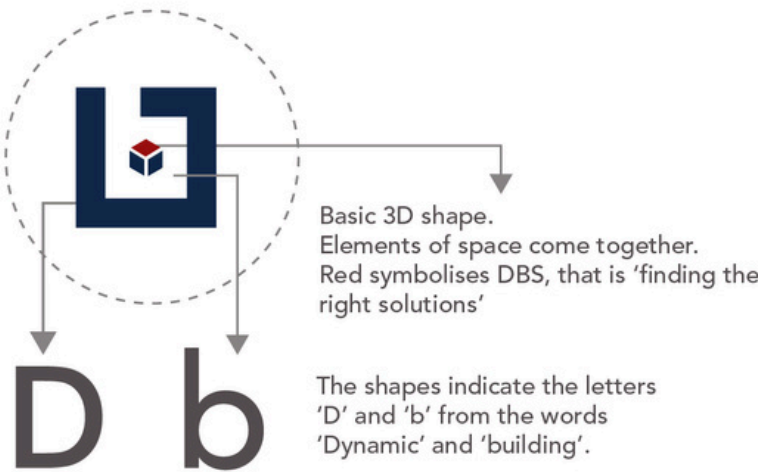 Basic 3D shape.
Elements of space come together.
Red symbolises DBS, that is ‘finding the
right solutions’
D b
The shapes indicate the letters
‘D’ and ‘b’ from the words
‘Dynamic’ and ‘building’.